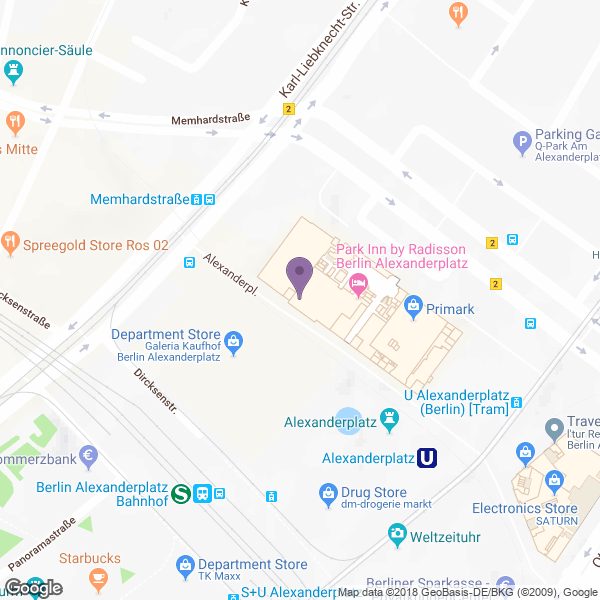 Karl-Liebknecht-Str.
nnoncier-Säule
Memhardstraße
2
Parking Ga
Q-Park Am
Alexanderplatz
s Mitte
Memhardstraße
Spreegold Store Ros 02
2
Park Inn by Radisson
Berlin Alexanderplatz
H
Alexanderpl.
2
rcksenstraße
Primark
Department Store
Galeria Kaufhof
Berlin Alexanderplatz
Dircksenstr.
U Alexanderplatz
(Berlin) [Tram]
Alexanderplatz
Trave
l'tur Re
Berlin A
ommerzbank
Alexanderplatz
U
Berlin Alexanderplatz
Bahnhof
S
Drug Store
dm-drogerie markt
Electronics Store
SATURN
Weltzeituhr
Panoramastraße
Starbucks
Department Store
TK Maxx
Berliner Sparkasse -
Google
S+U Alexanderplatz
Map data ©2018 GeoBasis-DE/BKG (©2009), Google